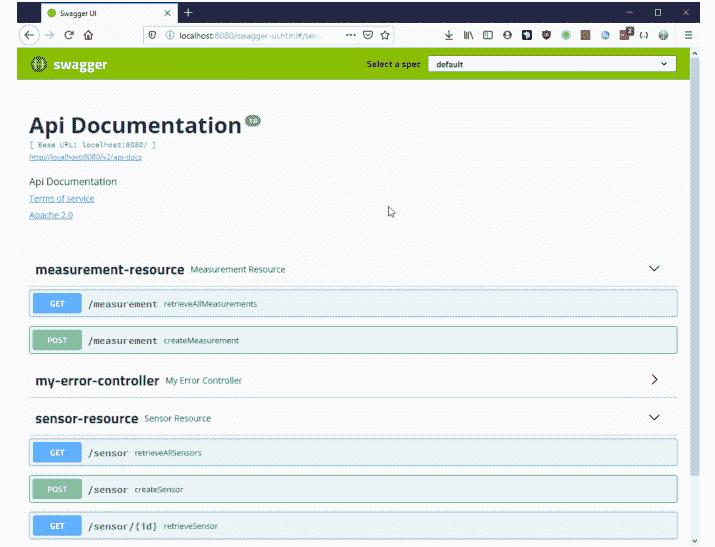 Swagger UI
localhost:8080/swagger-ui.html#/sens
swagger
Select a spec
default
Api Documentation 1.0
[ Base URL: localhost:8080/ ]
http://localhost:8080/v2/api-docs
Api Documentation
Terms of service
Apache 2.0
measurement-resource Measurement Resource
GET /measurement retrieveAllMeasurements
POST /measurement createMeasurement
my-error-controller My Error Controller
sensor-resource Sensor Resource
GET /sensor retrieveAllSensors
POST /sensor createSensor
GET /sensor/{id} retrieveSensor